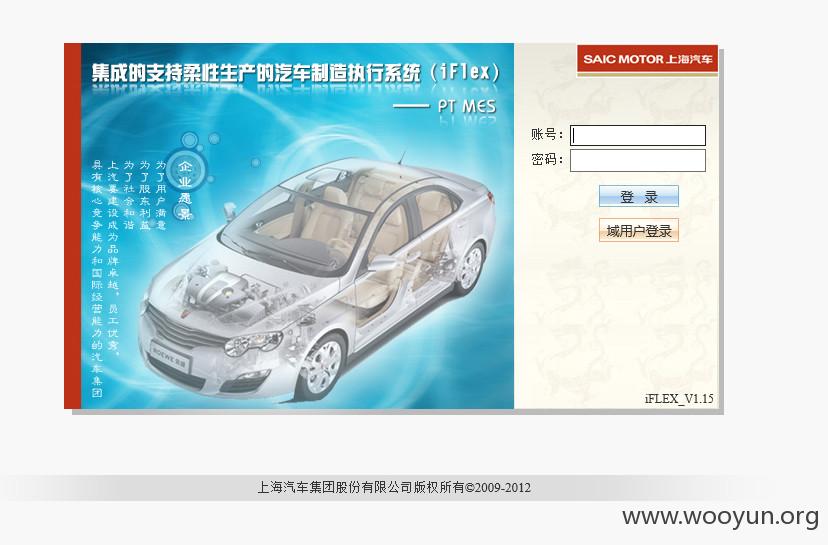 集成的支持柔性生产的汽车制造执行系统（iFlex）
—— PT MES
企业愿景
为了用户满意
为了股东利益
为了社会和谐
上汽要建设成为品牌卓越，员工优秀，
具有核心竞争能力和国际经营能力的汽车集团
ROEWE 荣威
SAIC MOTOR 上海汽车
账号：
密码：
登 录
域用户登录
iFLEX_V1.15
上海汽车集团股份有限公司版权所有©2009-2012
www.wooyun.org